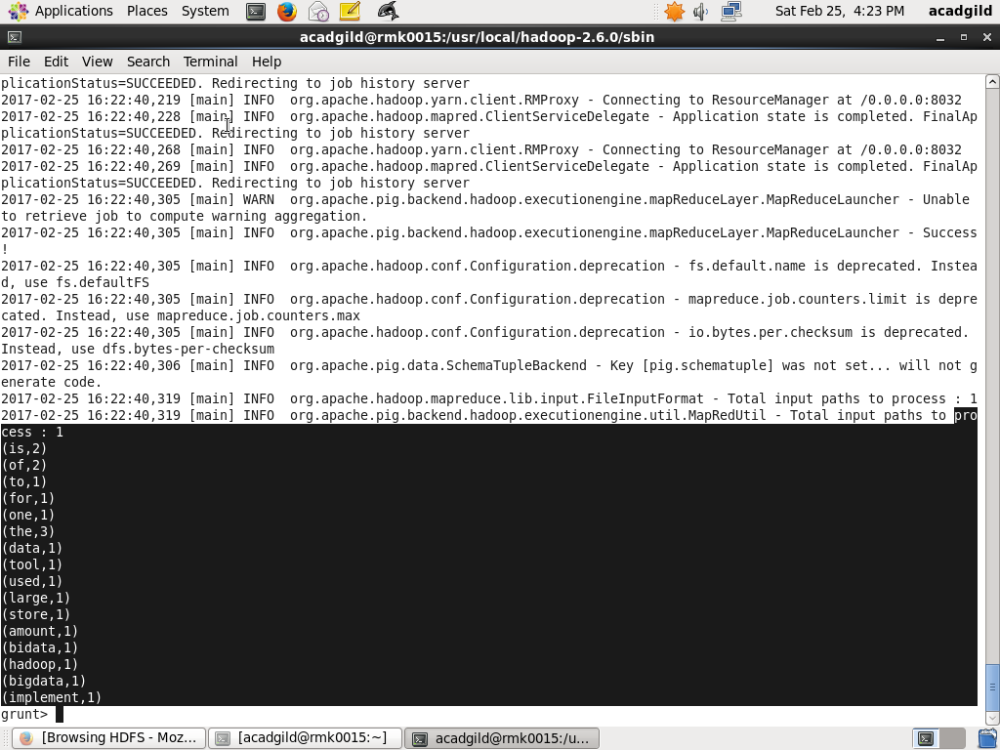 Applications Places System Sat Feb 25, 4:23 PM acadgild
acadgild@rmk0015:/usr/local/hadoop-2.6.0/sbin
File Edit View Search Terminal Help
plicationStatus=SUCCEEDED. Redirecting to job history server
2017-02-25 16:22:40,219 [main] INFO  org.apache.hadoop.yarn.client.RMProxy - Connecting to ResourceManager at /0.0.0.0:8032
2017-02-25 16:22:40,228 [main] INFO  org.apache.hadoop.mapred.ClientServiceDelegate - Application state is completed. FinalAp
plicationStatus=SUCCEEDED. Redirecting to job history server
2017-02-25 16:22:40,268 [main] INFO  org.apache.hadoop.yarn.client.RMProxy - Connecting to ResourceManager at /0.0.0.0:8032
2017-02-25 16:22:40,269 [main] INFO  org.apache.hadoop.mapred.ClientServiceDelegate - Application state is completed. FinalAp
plicationStatus=SUCCEEDED. Redirecting to job history server
2017-02-25 16:22:40,305 [main] WARN  org.apache.pig.backend.hadoop.executionengine.mapReduceLayer.MapReduceLauncher - Unable
to retrieve job to compute warning aggregation.
2017-02-25 16:22:40,305 [main] INFO  org.apache.pig.backend.hadoop.executionengine.mapReduceLayer.MapReduceLauncher - Success
!
2017-02-25 16:22:40,305 [main] INFO  org.apache.hadoop.conf.Configuration.deprecation - fs.default.name is deprecated. Instea
d, use fs.defaultFS
2017-02-25 16:22:40,305 [main] INFO  org.apache.hadoop.conf.Configuration.deprecation - mapreduce.job.counters.limit is depre
cated. Instead, use mapreduce.job.counters.max
2017-02-25 16:22:40,305 [main] INFO  org.apache.hadoop.conf.Configuration.deprecation - io.bytes.per.checksum is deprecated.
Instead, use dfs.bytes-per-checksum
2017-02-25 16:22:40,306 [main] INFO  org.apache.pig.data.SchemaTupleBackend - Key [pig.schematuple] was not set... will not g
enerate code.
2017-02-25 16:22:40,319 [main] INFO  org.apache.hadoop.mapreduce.lib.input.FileInputFormat - Total input paths to process : 1
2017-02-25 16:22:40,319 [main] INFO  org.apache.pig.backend.hadoop.executionengine.util.MapRedUtil - Total input paths to pro
cess : 1
(is,2)
(of,2)
(to,1)
(for,1)
(one,1)
(the,3)
(data,1)
(tool,1)
(used,1)
(large,1)
(store,1)
(amount,1)
(bidata,1)
(hadoop,1)
(bigdata,1)
(implement,1)
grunt>
[Browsing HDFS - Moz... [acadgild@rmk0015:~] acadgild@rmk0015:/u...